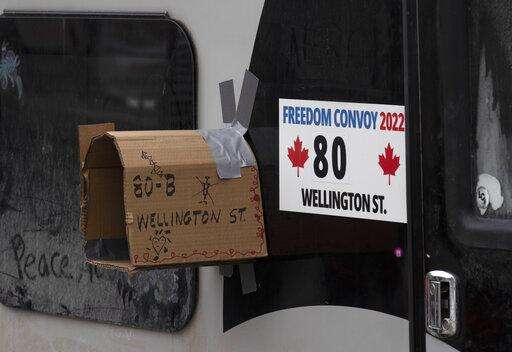 FREEDOM CONVOY 2022
80
WELLINGTON ST.
80-B
WELLINGTON ST.
Peace